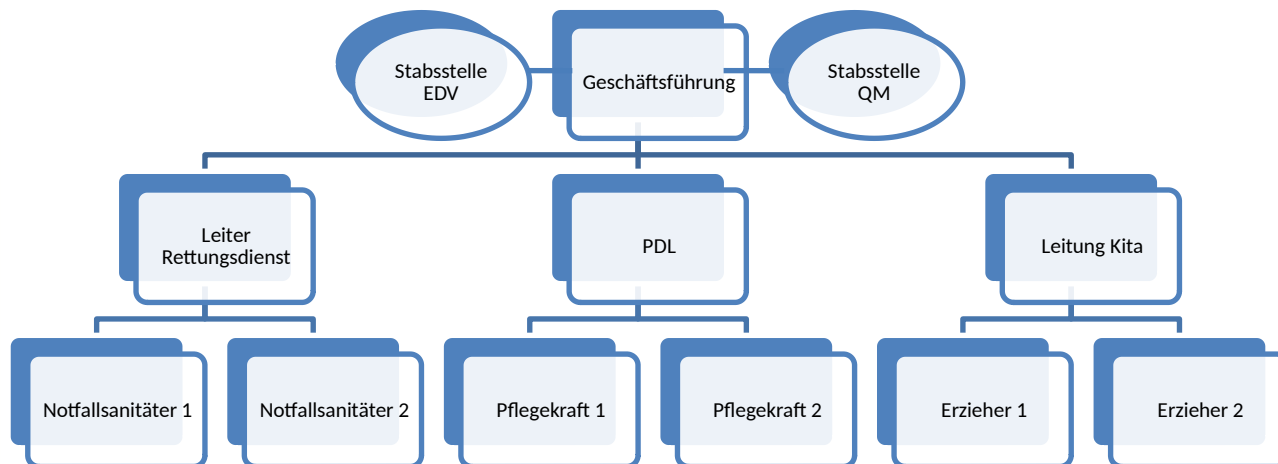 Stabsstelle
EDV
Geschäftsführung
Stabsstelle
QM
Leiter
Rettungsdienst
PDL
Leitung Kita
Notfallsanitäter 1
Notfallsanitäter 2
Pflegekraft 1
Pflegekraft 2
Erzieher 1
Erzieher 2